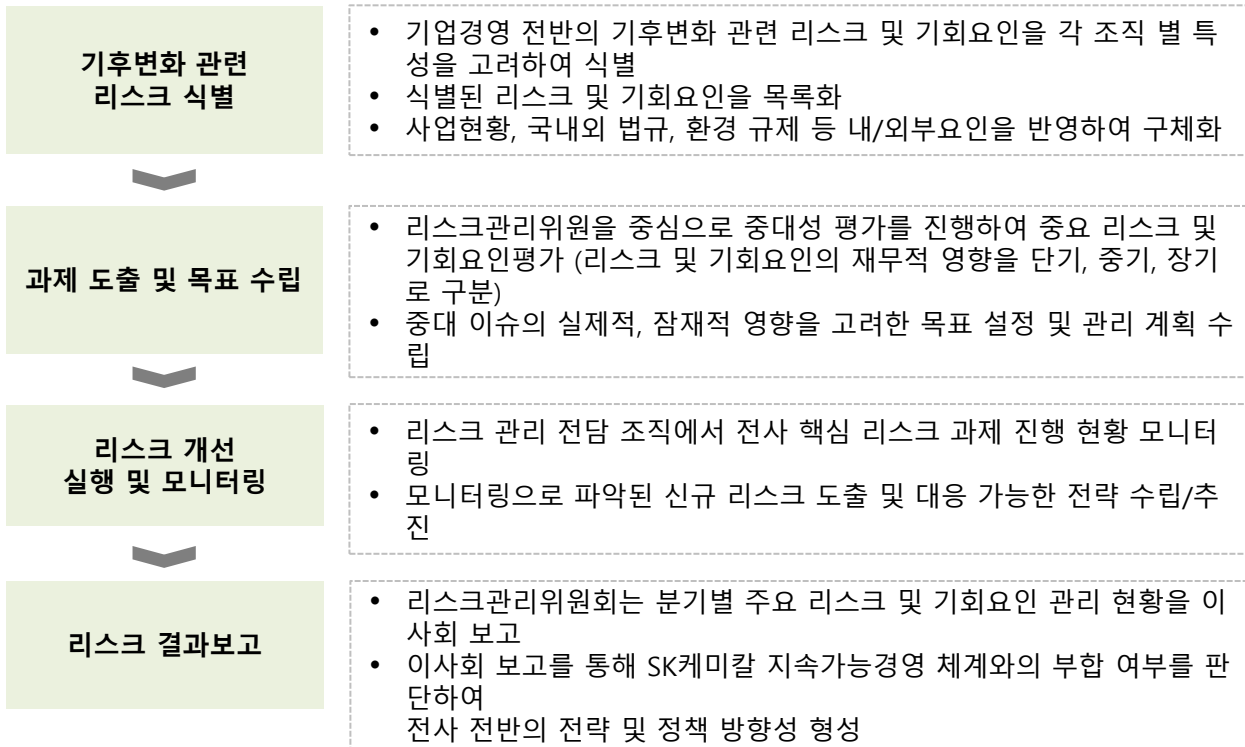 기후변화 관련
리스크 식별
• 기업경영 전반의 기후변화 관련 리스크 및 기회요인을 각 조직 별 특
성을 고려하여 식별
• 식별된 리스크 및 기회요인을 목록화
• 사업현황, 국내외 법규, 환경 규제 등 내/외부요인을 반영하여 구체화
과제 도출 및 목표 수립
• 리스크관리위원을 중심으로 중대성 평가를 진행하여 중요 리스크 및
기회요인평가 (리스크 및 기회요인의 재무적 영향을 단기, 중기, 장기
로 구분)
• 중대 이슈의 실제적, 잠재적 영향을 고려한 목표 설정 및 관리 계획 수
립
리스크 개선
실행 및 모니터링
• 리스크 관리 전담 조직에서 전사 핵심 리스크 과제 진행 현황 모니터
링
• 모니터링으로 파악된 신규 리스크 도출 및 대응 가능한 전략 수립/추
진
리스크 결과보고
• 리스크관리위원회는 분기별 주요 리스크 및 기회요인 관리 현황을 이
사회 보고
• 이사회 보고를 통해 SK케미칼 지속가능경영 체계와의 부합 여부를 판
단하여
전사 전반의 전략 및 정책 방향성 형성